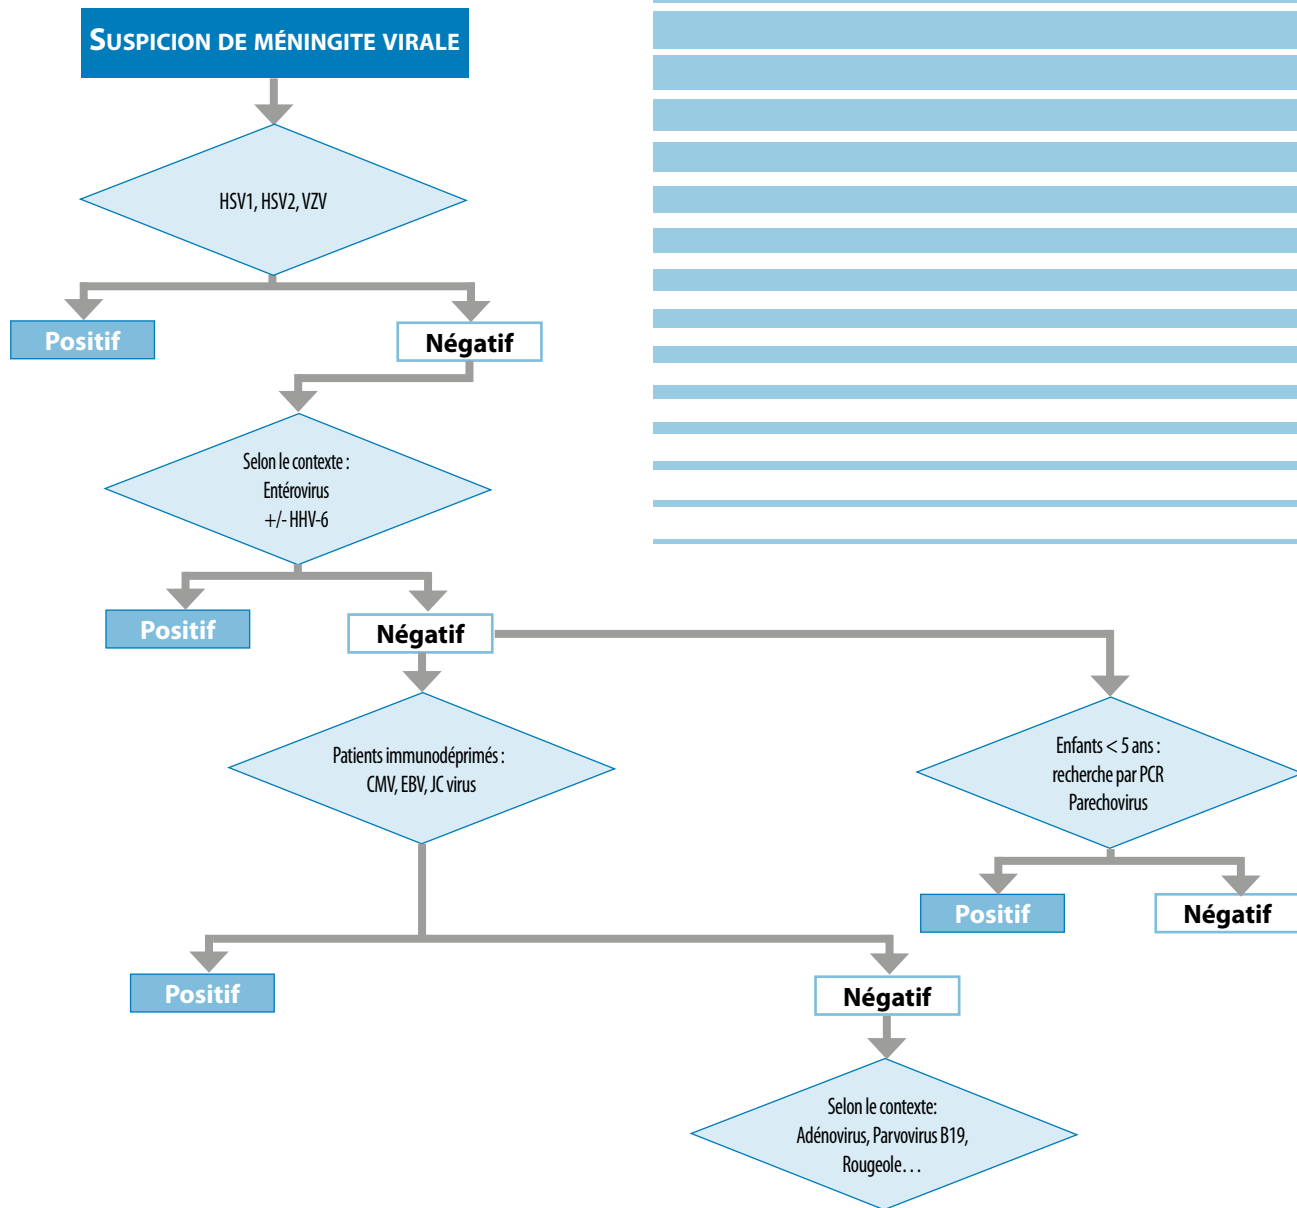 SUSPICION DE MÉNINGITE VIRALE
HSV1, HSV2, VZV
Positif
Négatif
Selon le contexte :
Entérovirus
+/- HHV-6
Positif
Négatif
Patients immunodéprimés :
CMV, EBV, JC virus
Enfants < 5 ans :
recherche par PCR
Parechovirus
Positif
Négatif
Positif
Négatif
Selon le contexte:
Adénovirus, Parvovirus B19,
Rougeole…